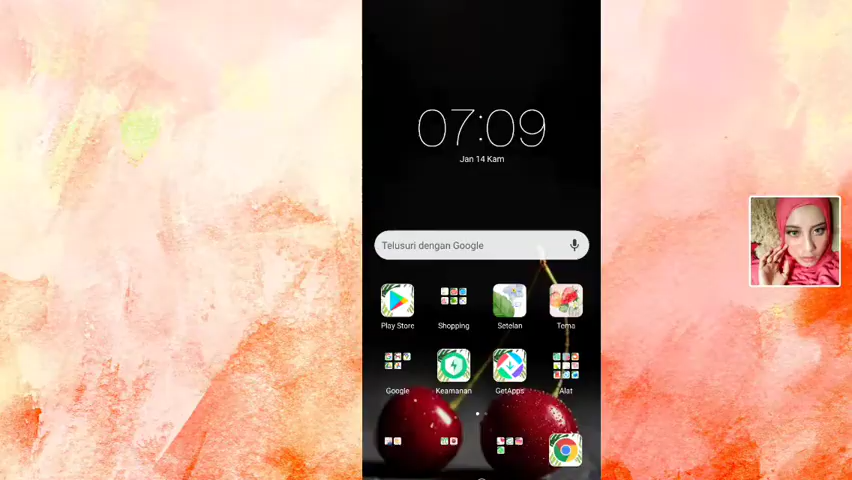 07:09
Jan 14 Kam
Telusuri dengan Google
Play Store
Shopping
Setelan
Tema
Google
Keamanan
GetApps
Alat